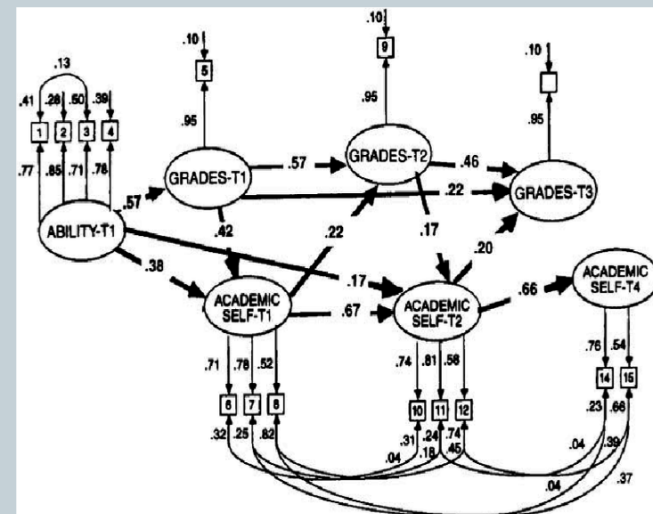 .10
.10
.10
9
.13
5
.41 .28 .50 .39
1 2 3 4
.95
.95
.95
.77 .85 .71 .78
GRADES-T1
.57
GRADES-T2
.46
GRADES-T3
.57
.22
ABILITY-T1
.42
.22
.17
.20
.38
.17
ACADEMIC
SELF-T1
.67
ACADEMIC
SELF-T2
.66
ACADEMIC
SELF-T4
.71 .78 .52
.74 .81 .58
.76 .54
6 7 8
10 11 12
14 15
.32 .25 .82
.31 .24 .74
.23 .66
.04 .18 .45
.04 .39
.04 .37